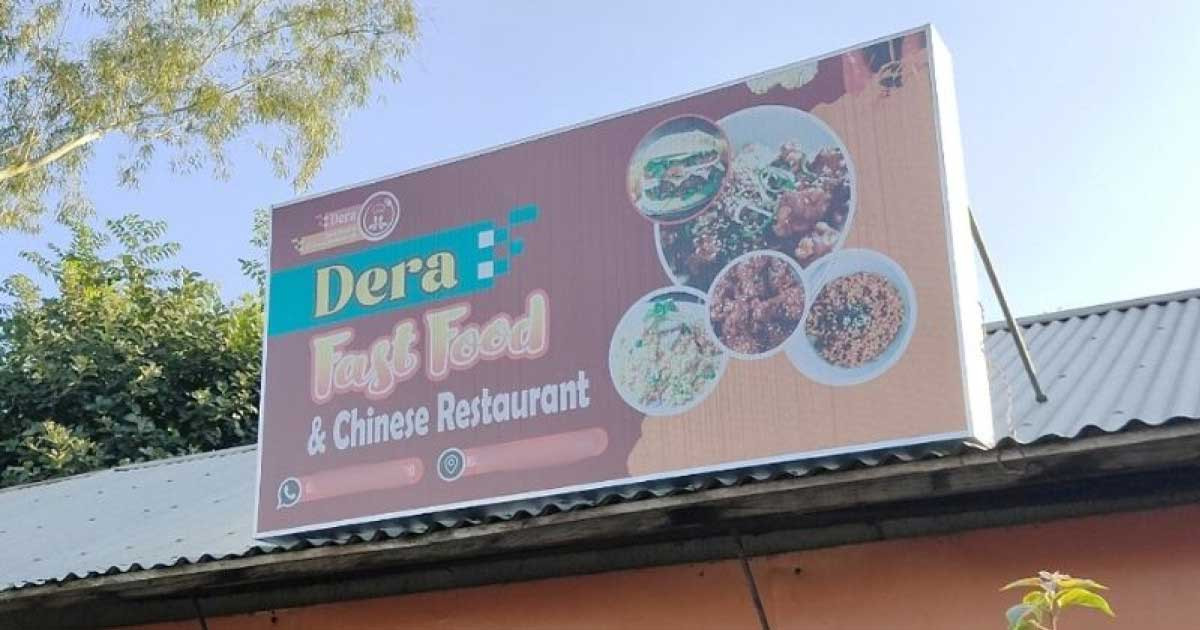 Dera
Dera
Fast Food
& Chinese Restaurant